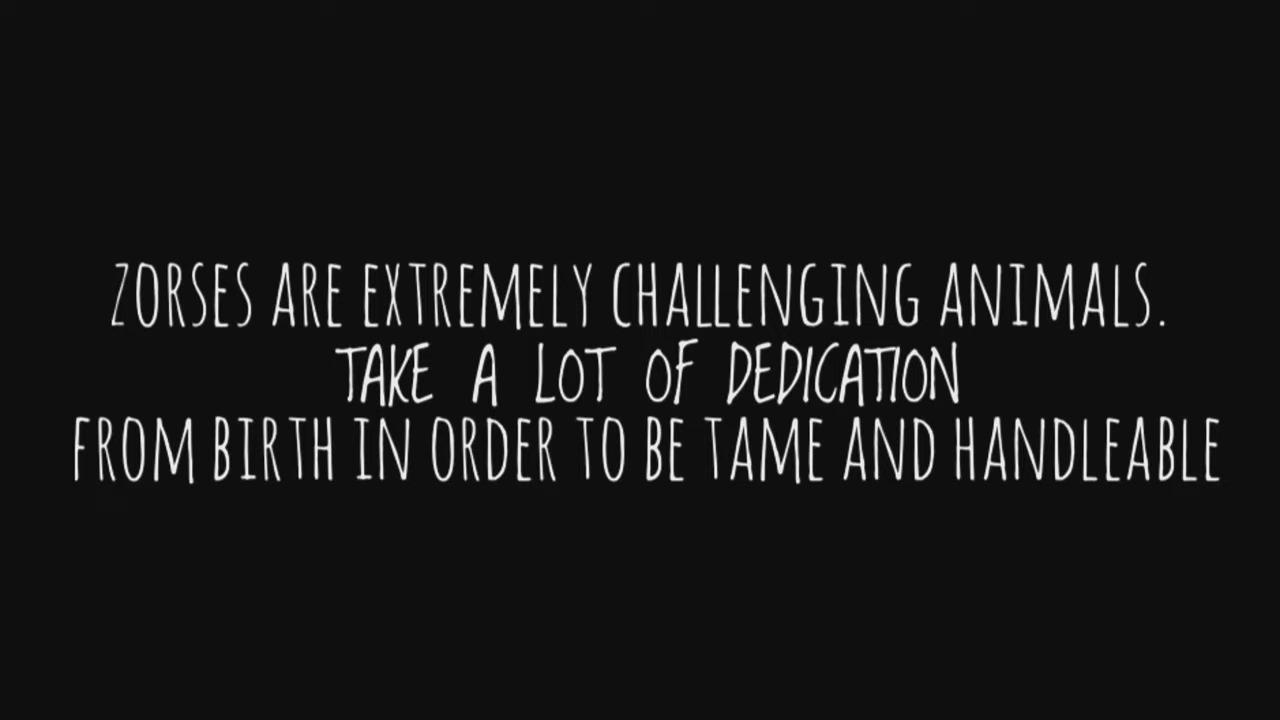 ZORSES ARE EXTREMELY CHALLENGING ANIMALS.
TAKE A LOT OF DEDICATION
FROM BIRTH IN ORDER TO BE TAME AND HANDLEABLE